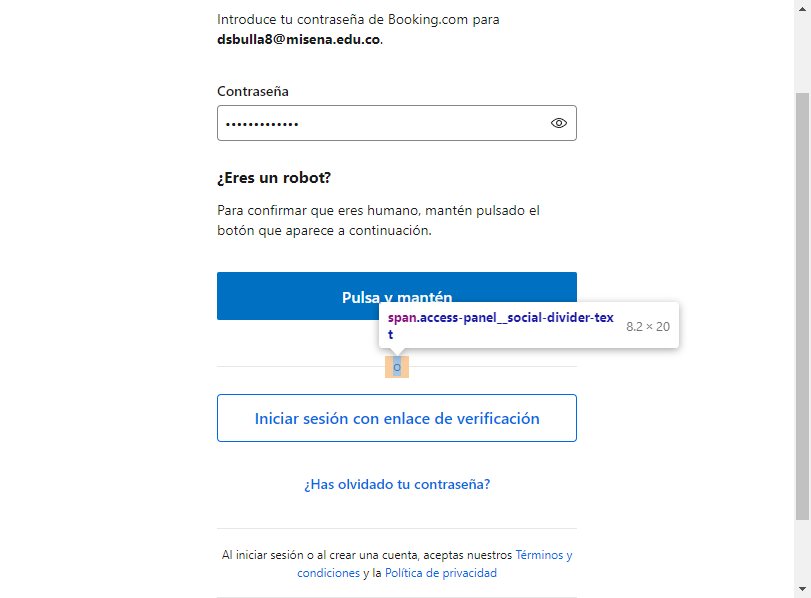 Introduce tu contraseña de Booking.com para
dsbulla8@misena.edu.co.
Contraseña
¿Eres un robot?
Para confirmar que eres humano, mantén pulsado el
botón que aparece a continuación.
Pulsa y mantén
span.access-panel__social-divider-tex
t
8.2 × 20
o
Iniciar sesión con enlace de verificación
¿Has olvidado tu contraseña?
Al iniciar sesión o al crear una cuenta, aceptas nuestros Términos y
condiciones y la Política de privacidad